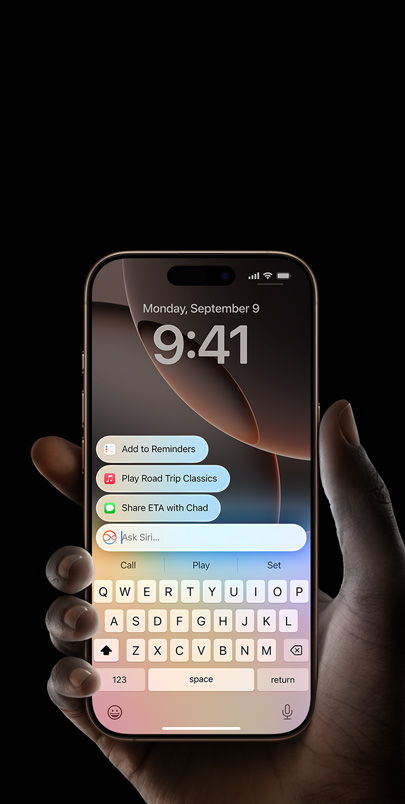 Monday, September 9
9:41
Add to Reminders
Play Road Trip Classics
Share ETA with Chad
Ask Siri...
Call Play Set
Q W E R T Y U I O P
A S D F G H J K L
Z X C V B N M
123 space return